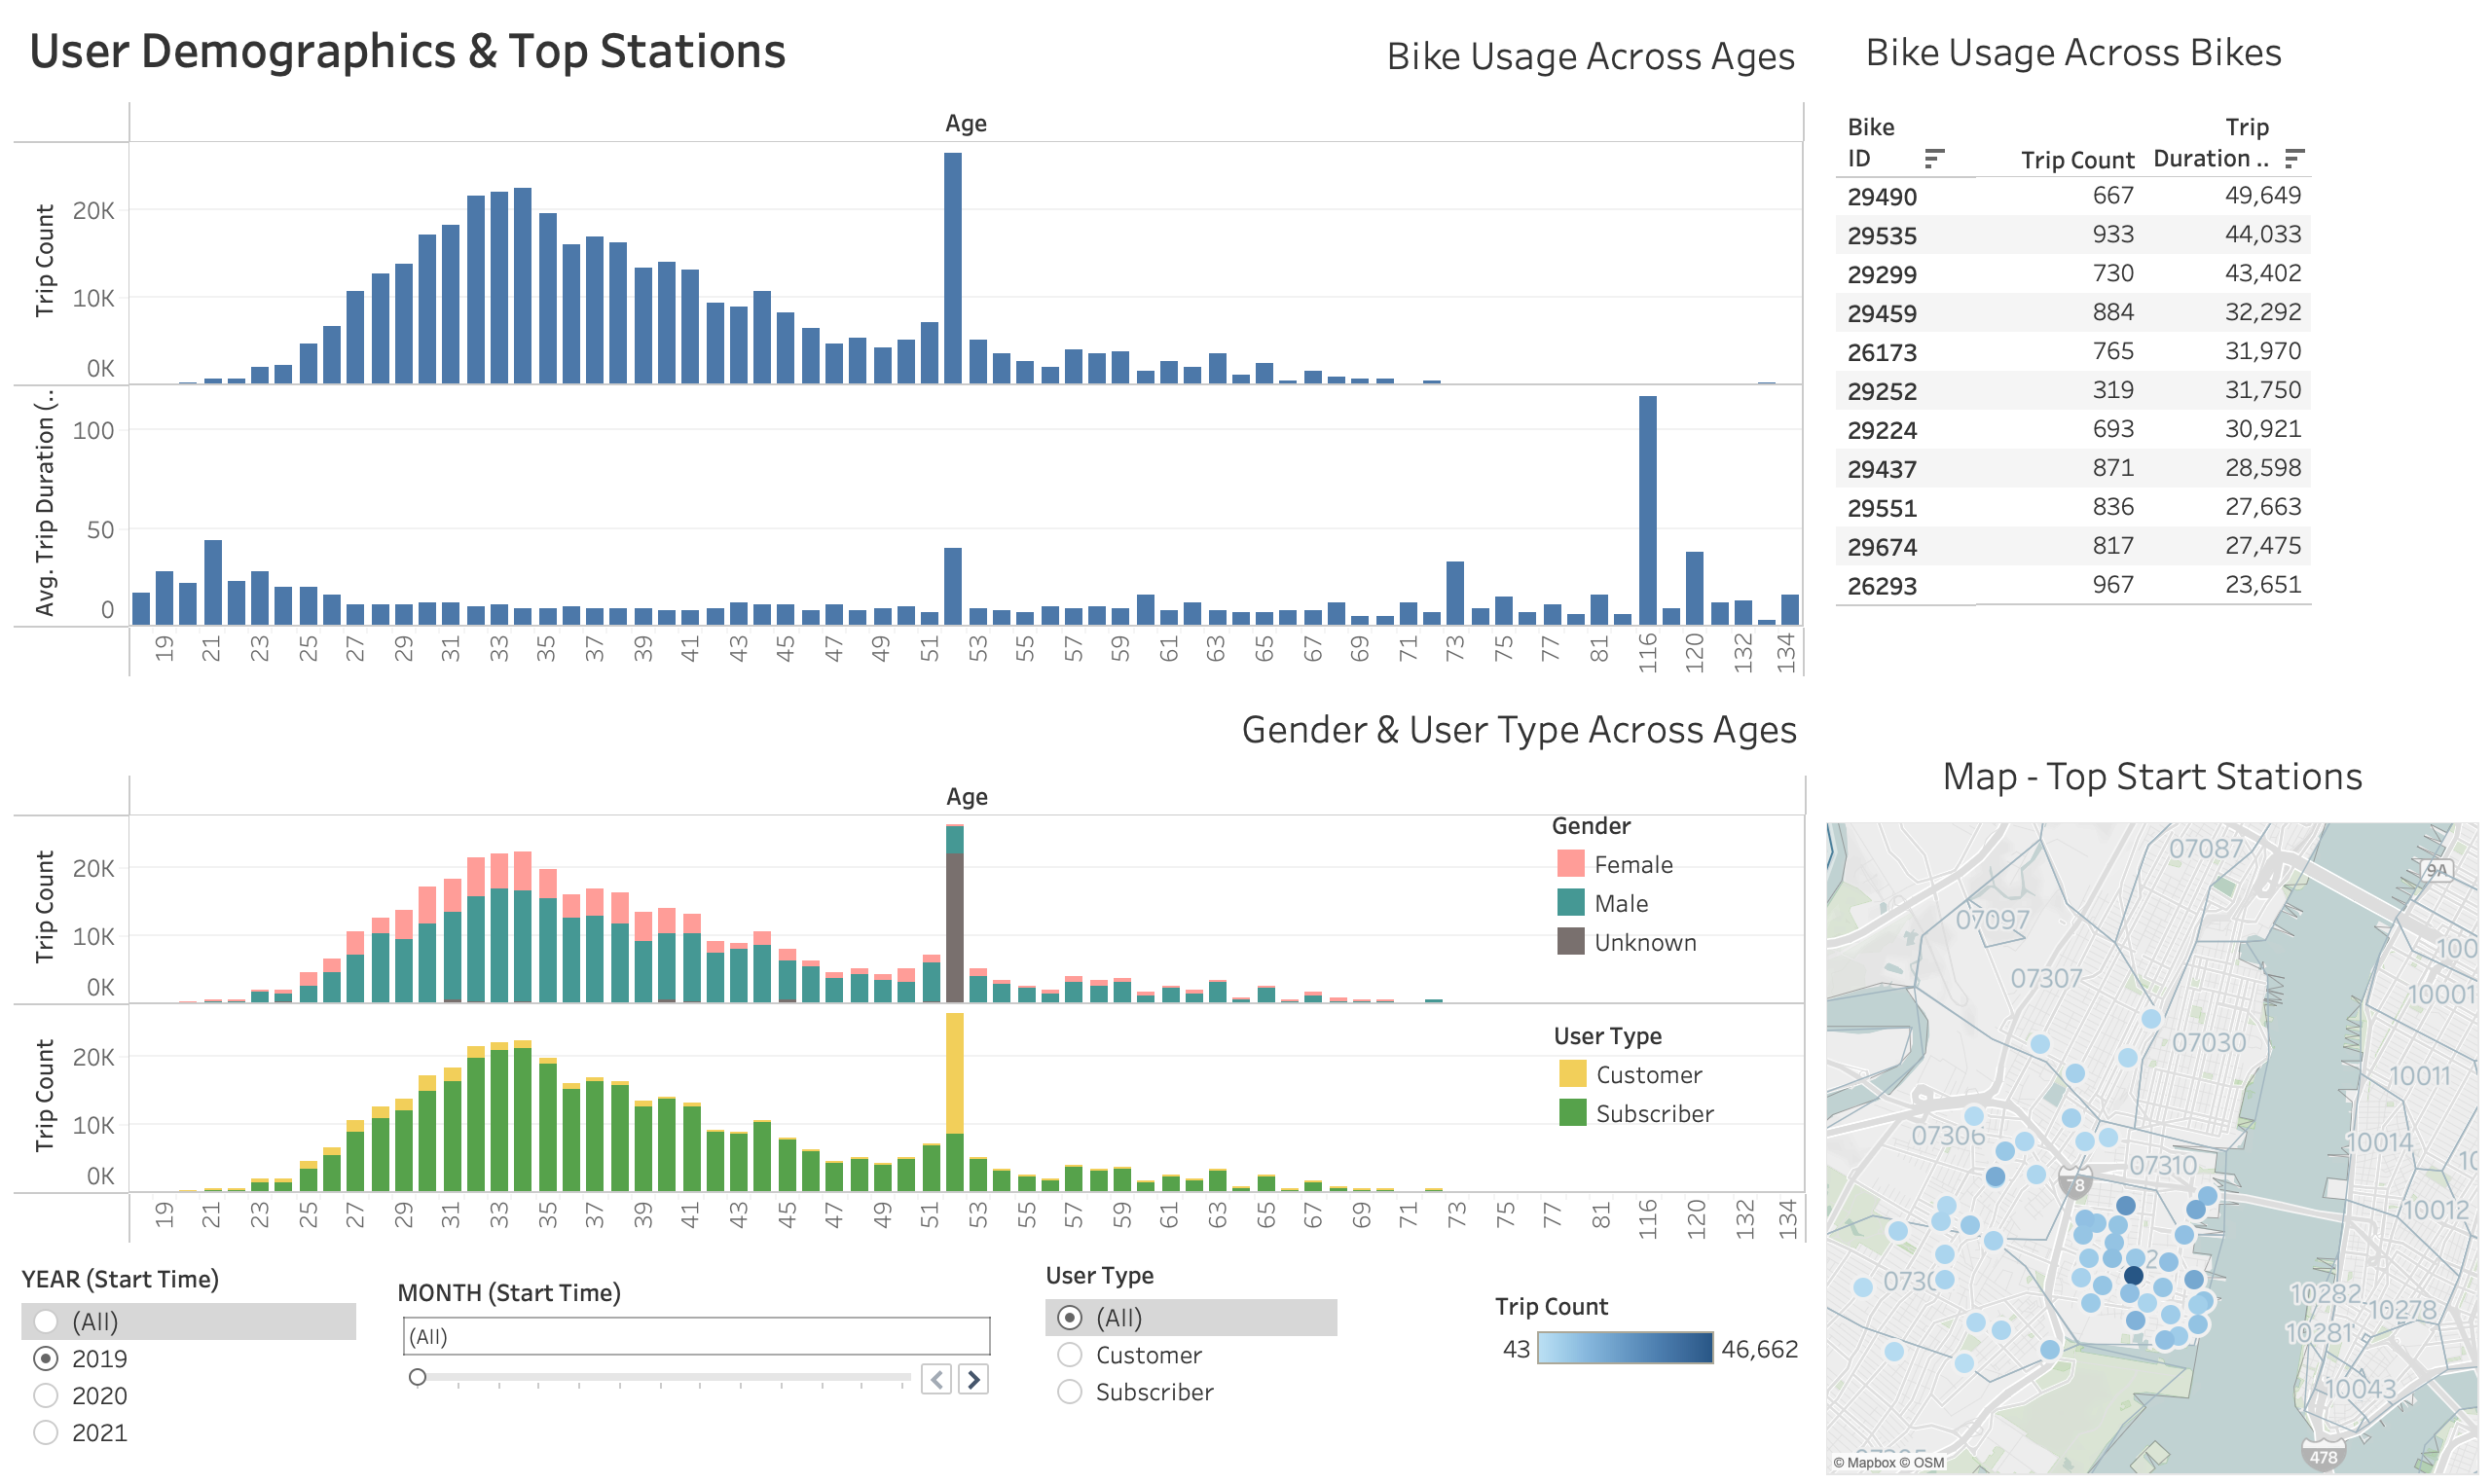 User Demographics & Top Stations
Bike Usage Across Ages
Bike Usage Across Bikes
Age
Trip Count
20K
10K
0K
Avg. Trip Duration (..
100
50
0
19 21 23 25 27 29 31 33 35 37 39 41 43 45 47 49 51 53 55 57 59 61 63 65 67 69 71 73 75 77 81 116 120 132 134
Bike Trip
ID Trip Count Duration ..
29490 667 49,649
29535 933 44,033
29299 730 43,402
29459 884 32,292
26173 765 31,970
29252 319 31,750
29224 693 30,921
29437 871 28,598
29551 836 27,663
29674 817 27,475
26293 967 23,651
Gender & User Type Across Ages
Age
Trip Count
20K
10K
0K
Gender
Female
Male
Unknown
Trip Count
20K
10K
0K
User Type
Customer
Subscriber
19 21 23 25 27 29 31 33 35 37 39 41 43 45 47 49 51 53 55 57 59 61 63 65 67 69 71 73 75 77 81 116 120 132 134
YEAR (Start Time)
(All)
2019
2020
2021
MONTH (Start Time)
(All)
User Type
(All)
Customer
Subscriber
Trip Count
43 46,662
Map - Top Start Stations
07087
9A
07097
100
07307
10001
07030
10011
07306
10014
07310
78
10012
10282
10278
10281
10043
478
© Mapbox © OSM